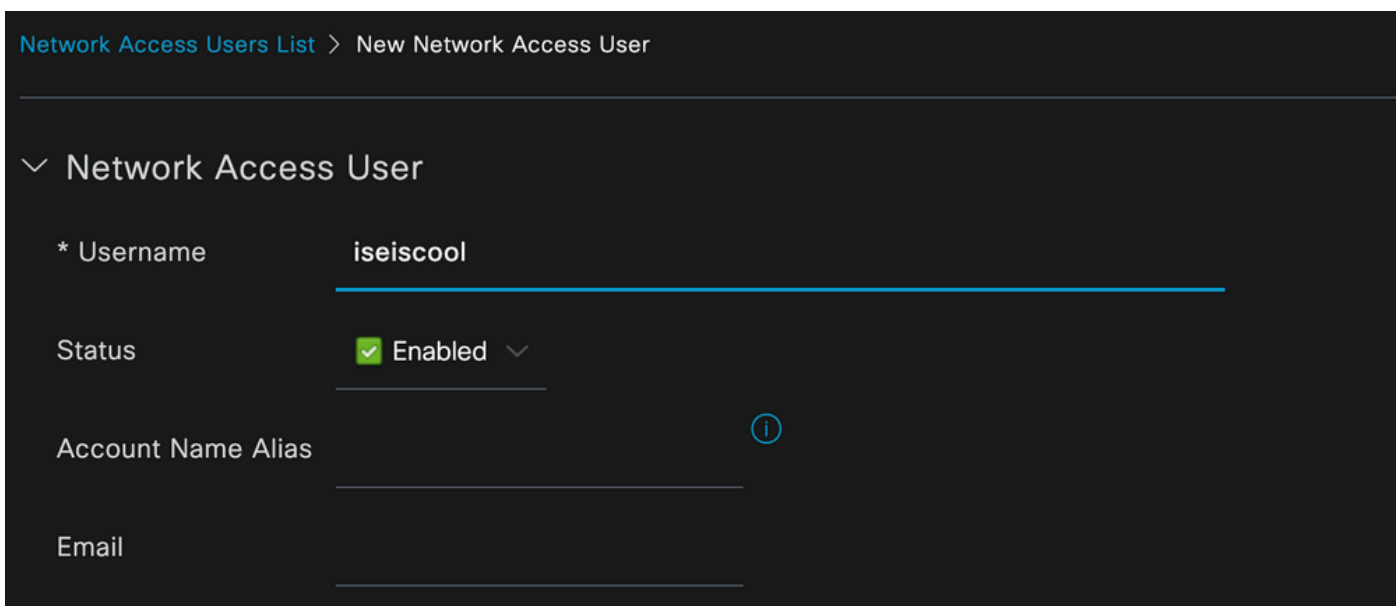 Network Access Users List > New Network Access User
Network Access User
* Username iseiscool
Status Enabled
Account Name Alias
Email